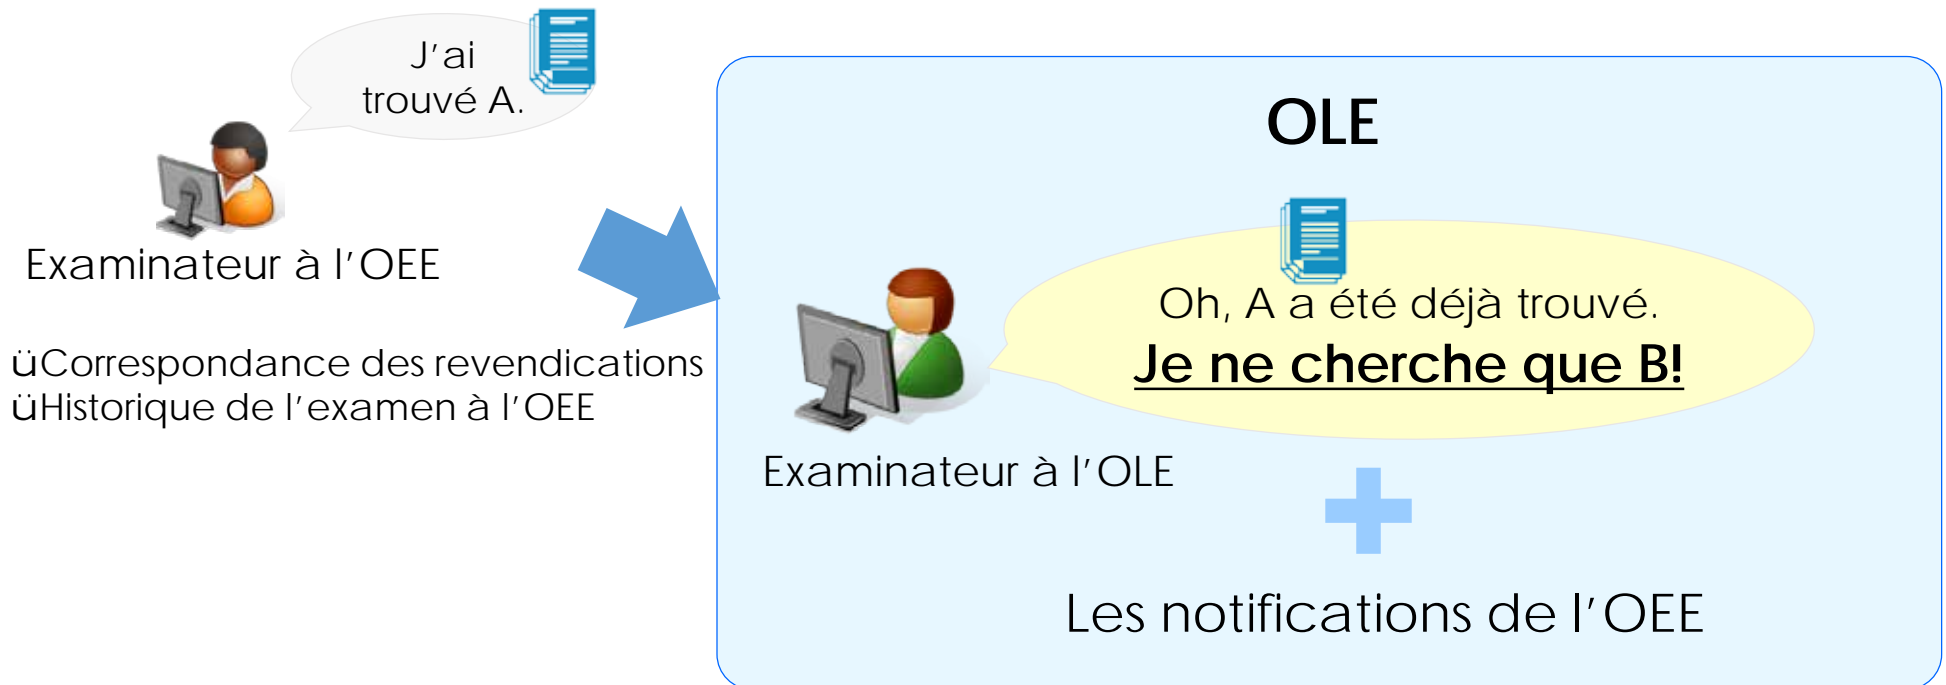 J'ai
trouvé A.
Examinateur à l'OEE
üCorrespondance des revendications
üHistorique de l'examen à l'OEE
OLE
Oh, A a été déjà trouvé.
Je ne cherche que B!
Examinateur à l'OLE
Les notifications de l'OEE